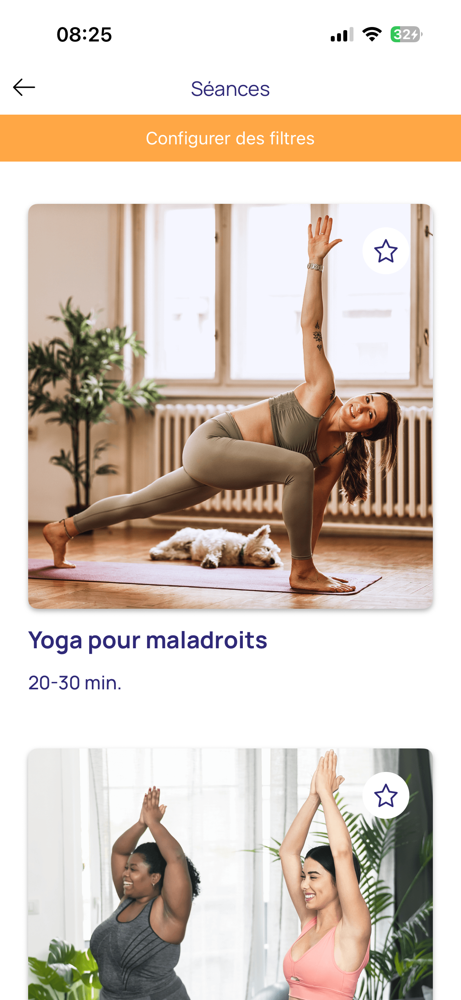 08:25
32
Séances
Configurer des filtres
Yoga pour maladroits
20-30 min.